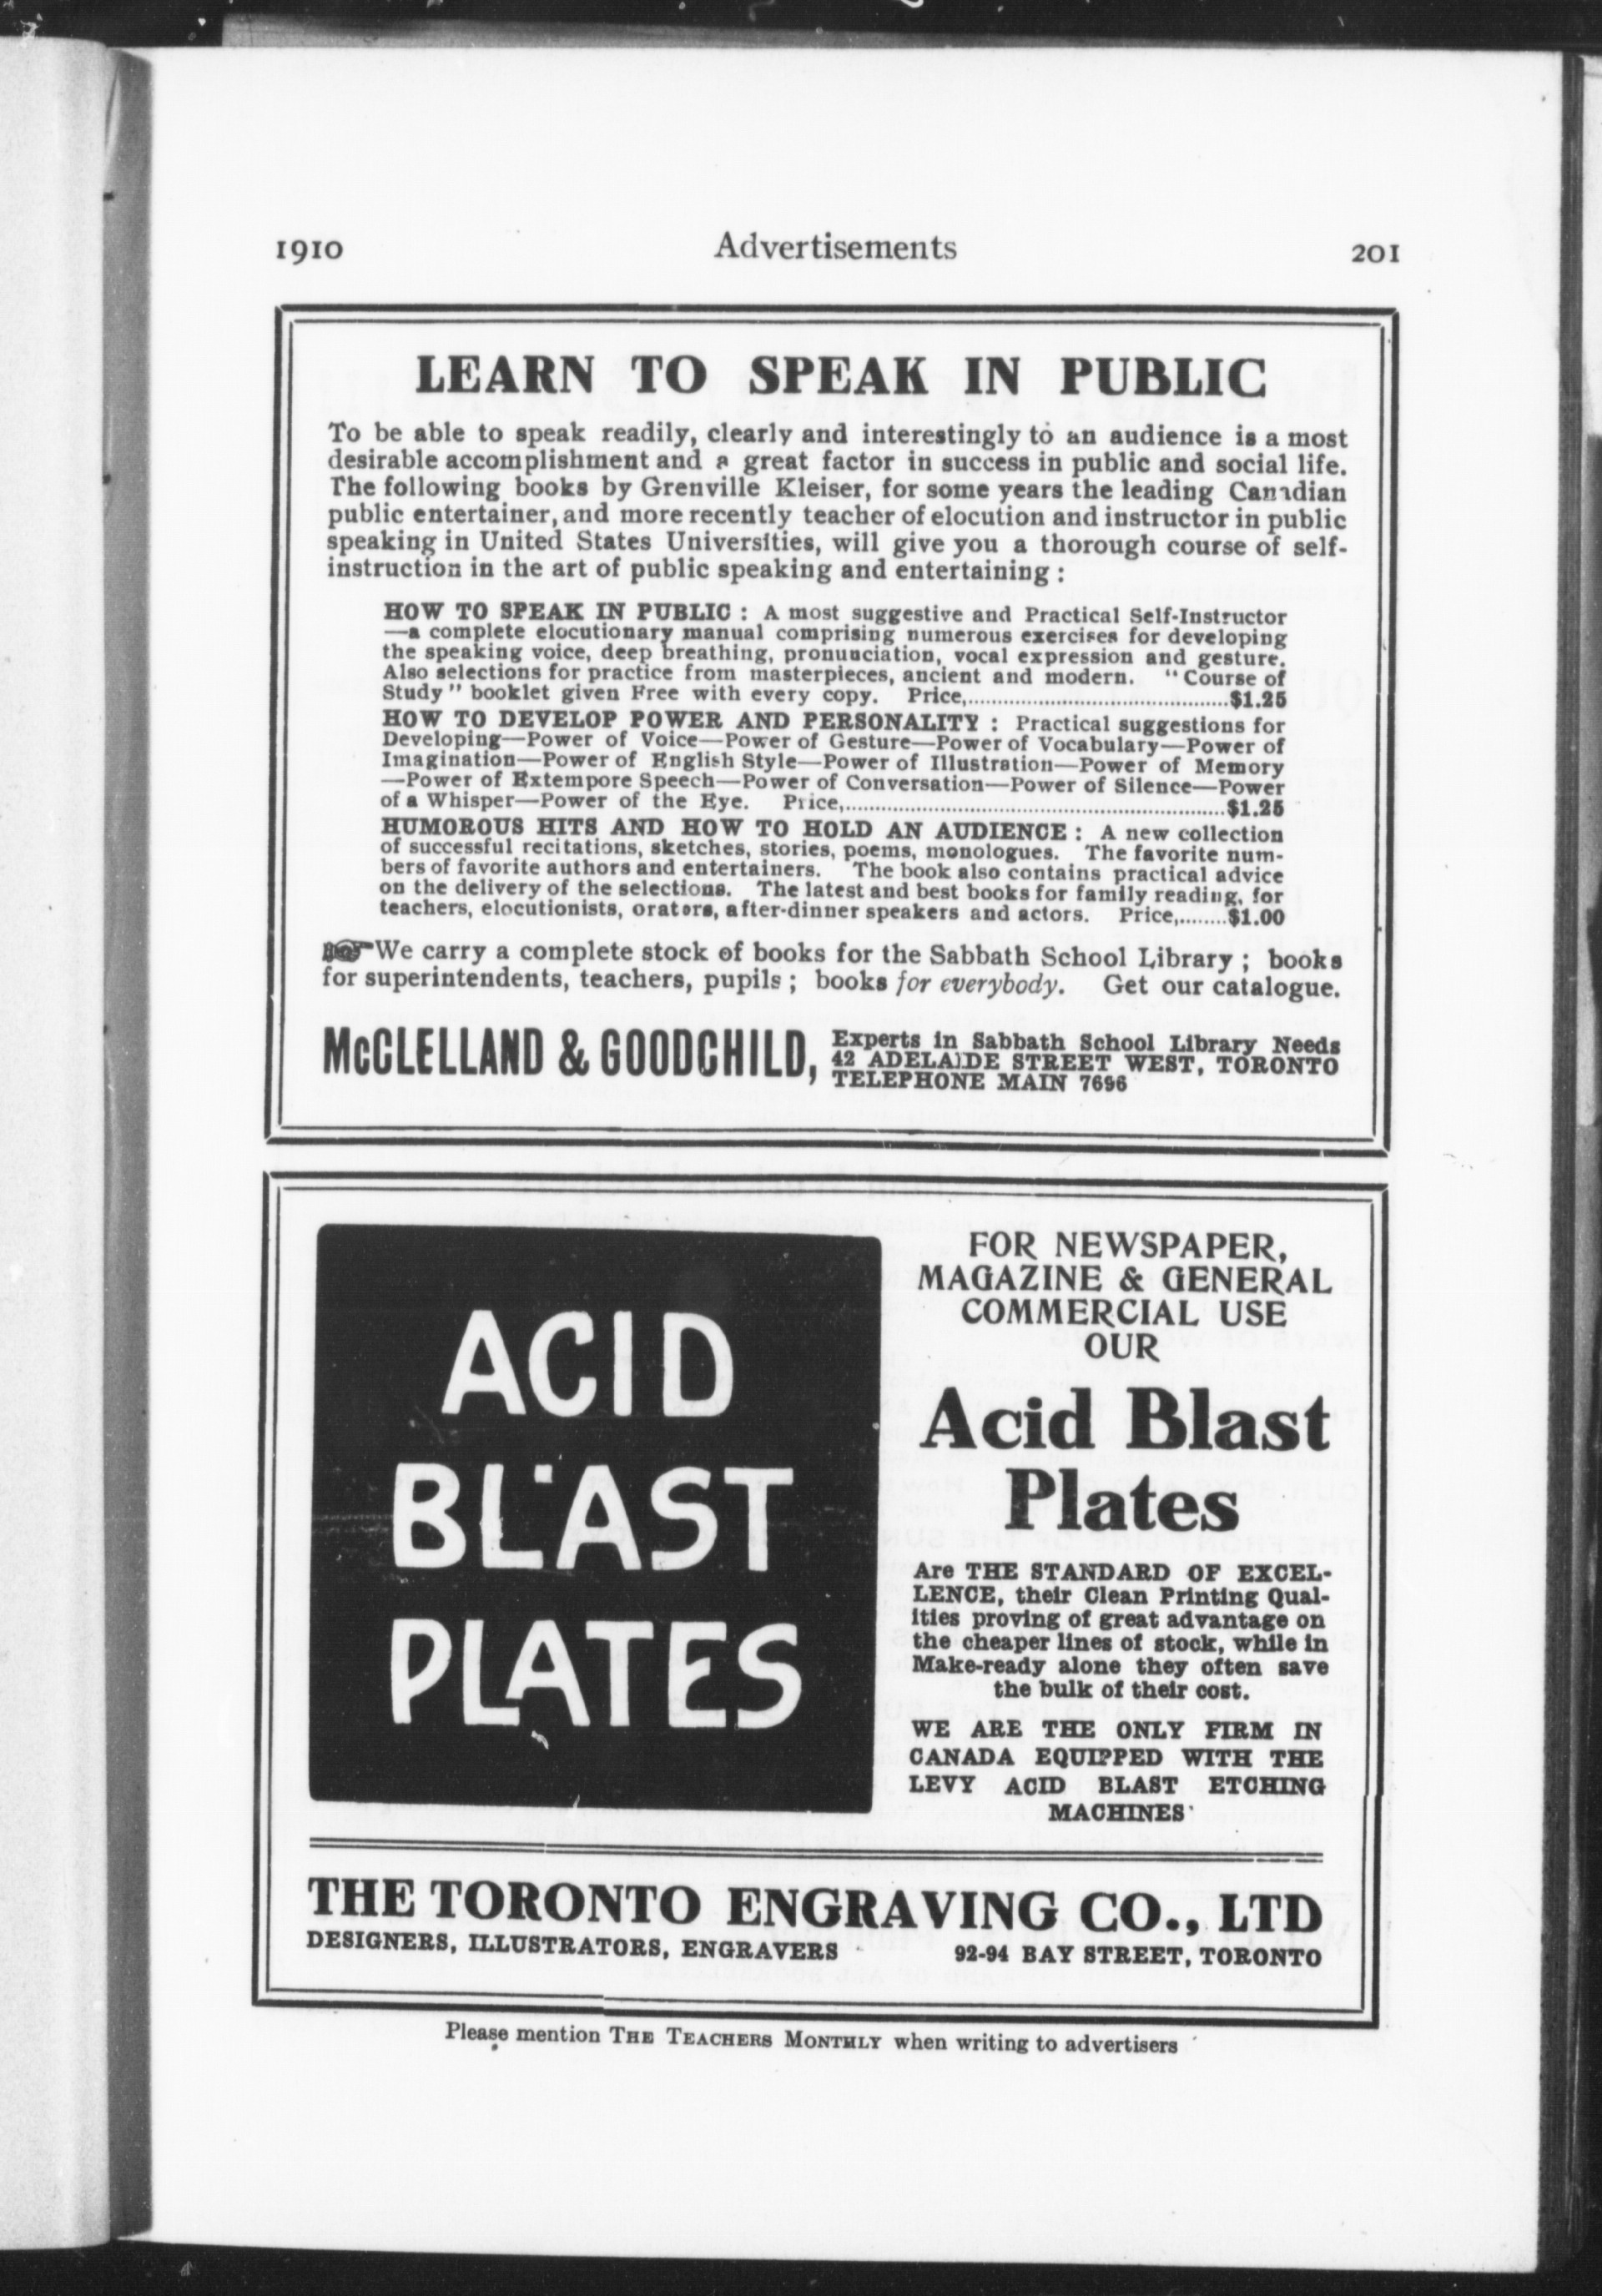 1910 Advertisements 201
LEARN TO SPEAK IN PUBLIC
To be able to speak readily, clearly and interestingly to an audience is a most
desirable accomplishment and a great factor in success in public and social life.
The following books by Grenville Kleiser, for some years the leading Canadian
public entertainer, and more recently teacher of elocution and instructor in public
speaking in United States Universities, will give you a thorough course of self-
instruction in the art of public speaking and entertaining :
HOW TO SPEAK IN PUBLIC : A most suggestive and Practical Self-Instructor
—a complete elocutionary manual comprising numerous exercises for developing
the speaking voice, deep breathing, pronunciation, vocal expression and gesture.
Also selections for practice from masterpieces, ancient and modern. "Course of
Study" booklet given Free with every copy. Price,........................................$1.25
HOW TO DEVELOP POWER AND PERSONALITY : Practical suggestions for
Developing—Power of Voice—Power of Gesture—Power of Vocabulary—Power of
Imagination—Power of English Style—Power of Illustration—Power of Memory
—Power of Extempore Speech—Power of Conversation—Power of Silence—Power
of a Whisper—Power of the Eye. Price,............................................................$1.25
HUMOROUS HITS AND HOW TO HOLD AN AUDIENCE : A new collection
of successful recitations, sketches, stories, poems, monologues. The favorite num-
bers of favorite authors and entertainers. The book also contains practical advice
on the delivery of the selections. The latest and best books for family reading, for
teachers, elocutionists, orators, after-dinner speakers and actors. Price,........$1.00
We carry a complete stock of books for the Sabbath School Library ; books
for superintendents, teachers, pupils ; books for everybody. Get our catalogue.
McCLELLAND & GOODCHILD,
Experts in Sabbath School Library Needs
42 ADELAIDE STREET WEST, TORONTO
TELEPHONE MAIN 7696
ACID
BLAST
PLATES
FOR NEWSPAPER,
MAGAZINE & GENERAL
COMMERCIAL USE
OUR
Acid Blast
Plates
Are THE STANDARD OF EXCEL-
LENCE, their Clean Printing Qual-
ities proving of great advantage on
the cheaper lines of stock, while in
Make-ready alone they often save
the bulk of their cost.
WE ARE THE ONLY FIRM IN
CANADA EQUIPPED WITH THE
LEVY ACID BLAST ETCHING
MACHINES
THE TORONTO ENGRAVING CO., LTD
DESIGNERS, ILLUSTRATORS, ENGRAVERS 92-94 BAY STREET, TORONTO
Please mention THE TEACHERS MONTHLY when writing to advertisers